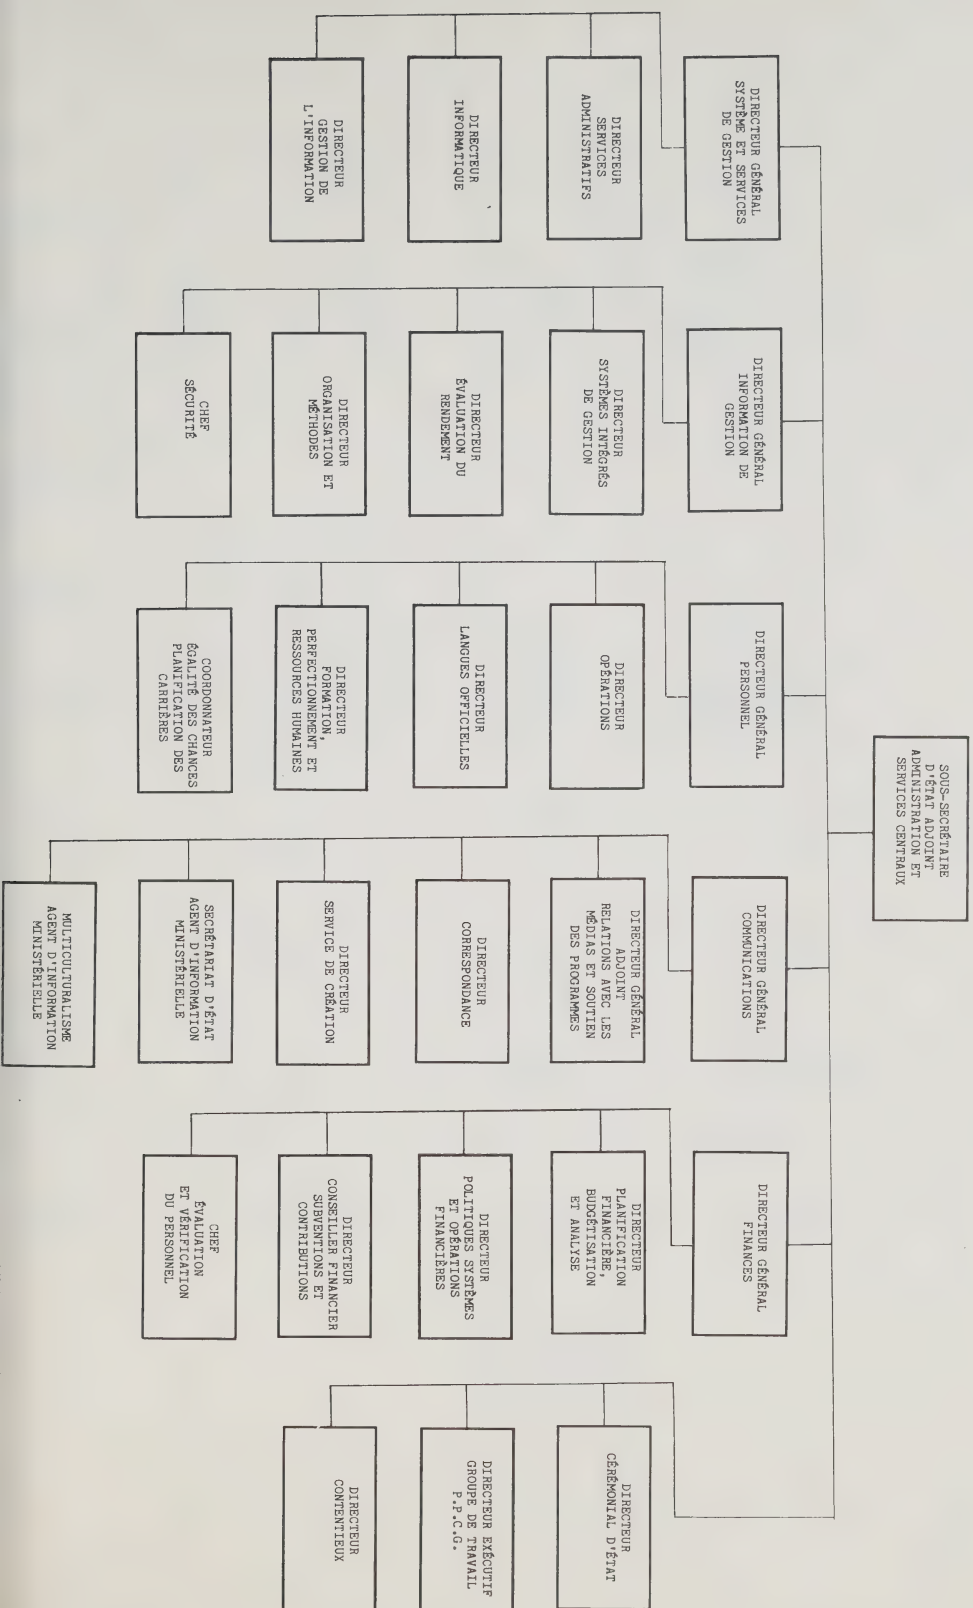 SOUS-SECRÉTAIRE
D'ÉTAT ADJOINT
ADMINISTRATION ET
SERVICES CENTRAUX
DIRECTEUR GÉNÉRAL
SYSTÈME ET SERVICES
DE GESTION
DIRECTEUR
SERVICES
ADMINISTRATIFS
DIRECTEUR
INFORMATIQUE
DIRECTEUR
GESTION DE
L'INFORMATION
DIRECTEUR GÉNÉRAL
INFORMATION DE
GESTION
DIRECTEUR
SYSTÈMES INTÉGRÉS
DE GESTION
DIRECTEUR
ÉVALUATION DU
RENDEMENT
DIRECTEUR
ORGANISATION ET
MÉTHODES
CHEF
SÉCURITÉ
DIRECTEUR GÉNÉRAL
PERSONNEL
DIRECTEUR
OPÉRATIONS
DIRECTEUR
LANGUES OFFICIELLES
DIRECTEUR
FORMATION,
PERFECTIONNEMENT ET
RESSOURCES HUMAINES
COORDONNATEUR
ÉGALITÉ DES CHANCES
PLANIFICATION DES
CARRIÈRES
DIRECTEUR GÉNÉRAL
COMMUNICATIONS
DIRECTEUR GÉNÉRAL
ADJOINT
RELATIONS AVEC LES
MÉDIAS ET SOUTIEN
DES PROGRAMMES
DIRECTEUR
CORRESPONDANCE
DIRECTEUR
SERVICE DE CRÉATION
SECRÉTARIAT D'ÉTAT
AGENT D'INFORMATION
MINISTÉRIELLE
MULTICULTURALISME
AGENT D'INFORMATION
MINISTÉRIELLE
DIRECTEUR GÉNÉRAL
FINANCES
DIRECTEUR
PLANIFICATION
FINANCIÈRE,
BUDGÉTISATION
ET ANALYSE
DIRECTEUR
POLITIQUES SYSTÈMES
ET OPÉRATIONS
FINANCIÈRES
DIRECTEUR
CONSEILLER FINANCIER
SUBVENTIONS ET
CONTRIBUTIONS
CHEF
ÉVALUATION
ET VÉRIFICATION
DU PERSONNEL
DIRECTEUR
CÉRÉMONIAL D'ÉTAT
DIRECTEUR EXÉCUTIF
GROUPE DE TRAVAIL
P.P.C.G.
DIRECTEUR
CONTENTIEUX